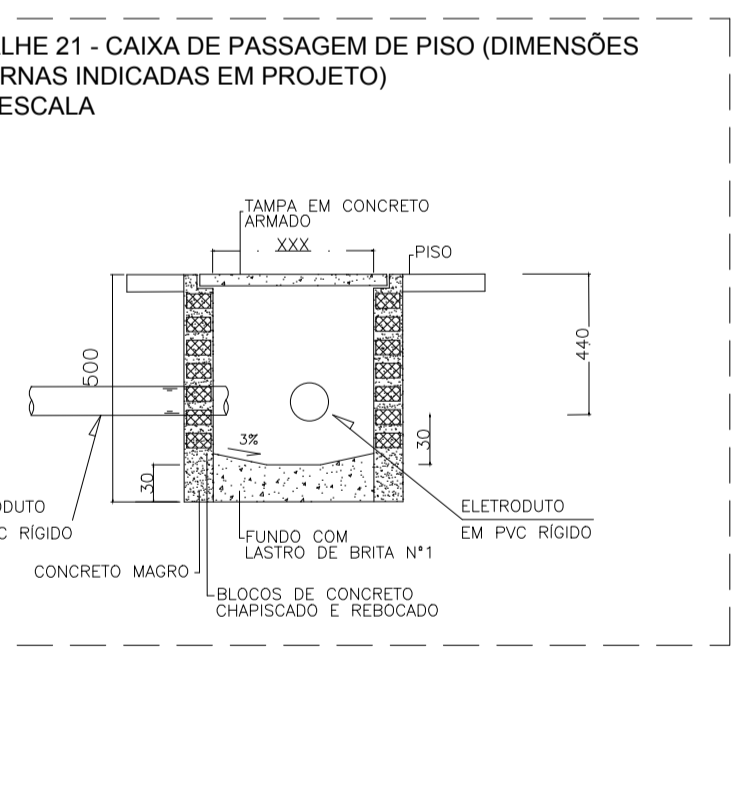 LHE 21 - CAIXA DE PASSAGEM DE PISO (DIMENSÕES
RNAS INDICADAS EM PROJETO)
ESCALA
TAMPA EM CONCRETO
ARMADO
XXX
PISO
500
440
3%
30
30
ODUTO
C RÍGIDO
ELETRODUTO
EM PVC RÍGIDO
FUNDO COM
LASTRO DE BRITA N°1
CONCRETO MAGRO
BLOCOS DE CONCRETO
CHAPISCADO E REBOCADO